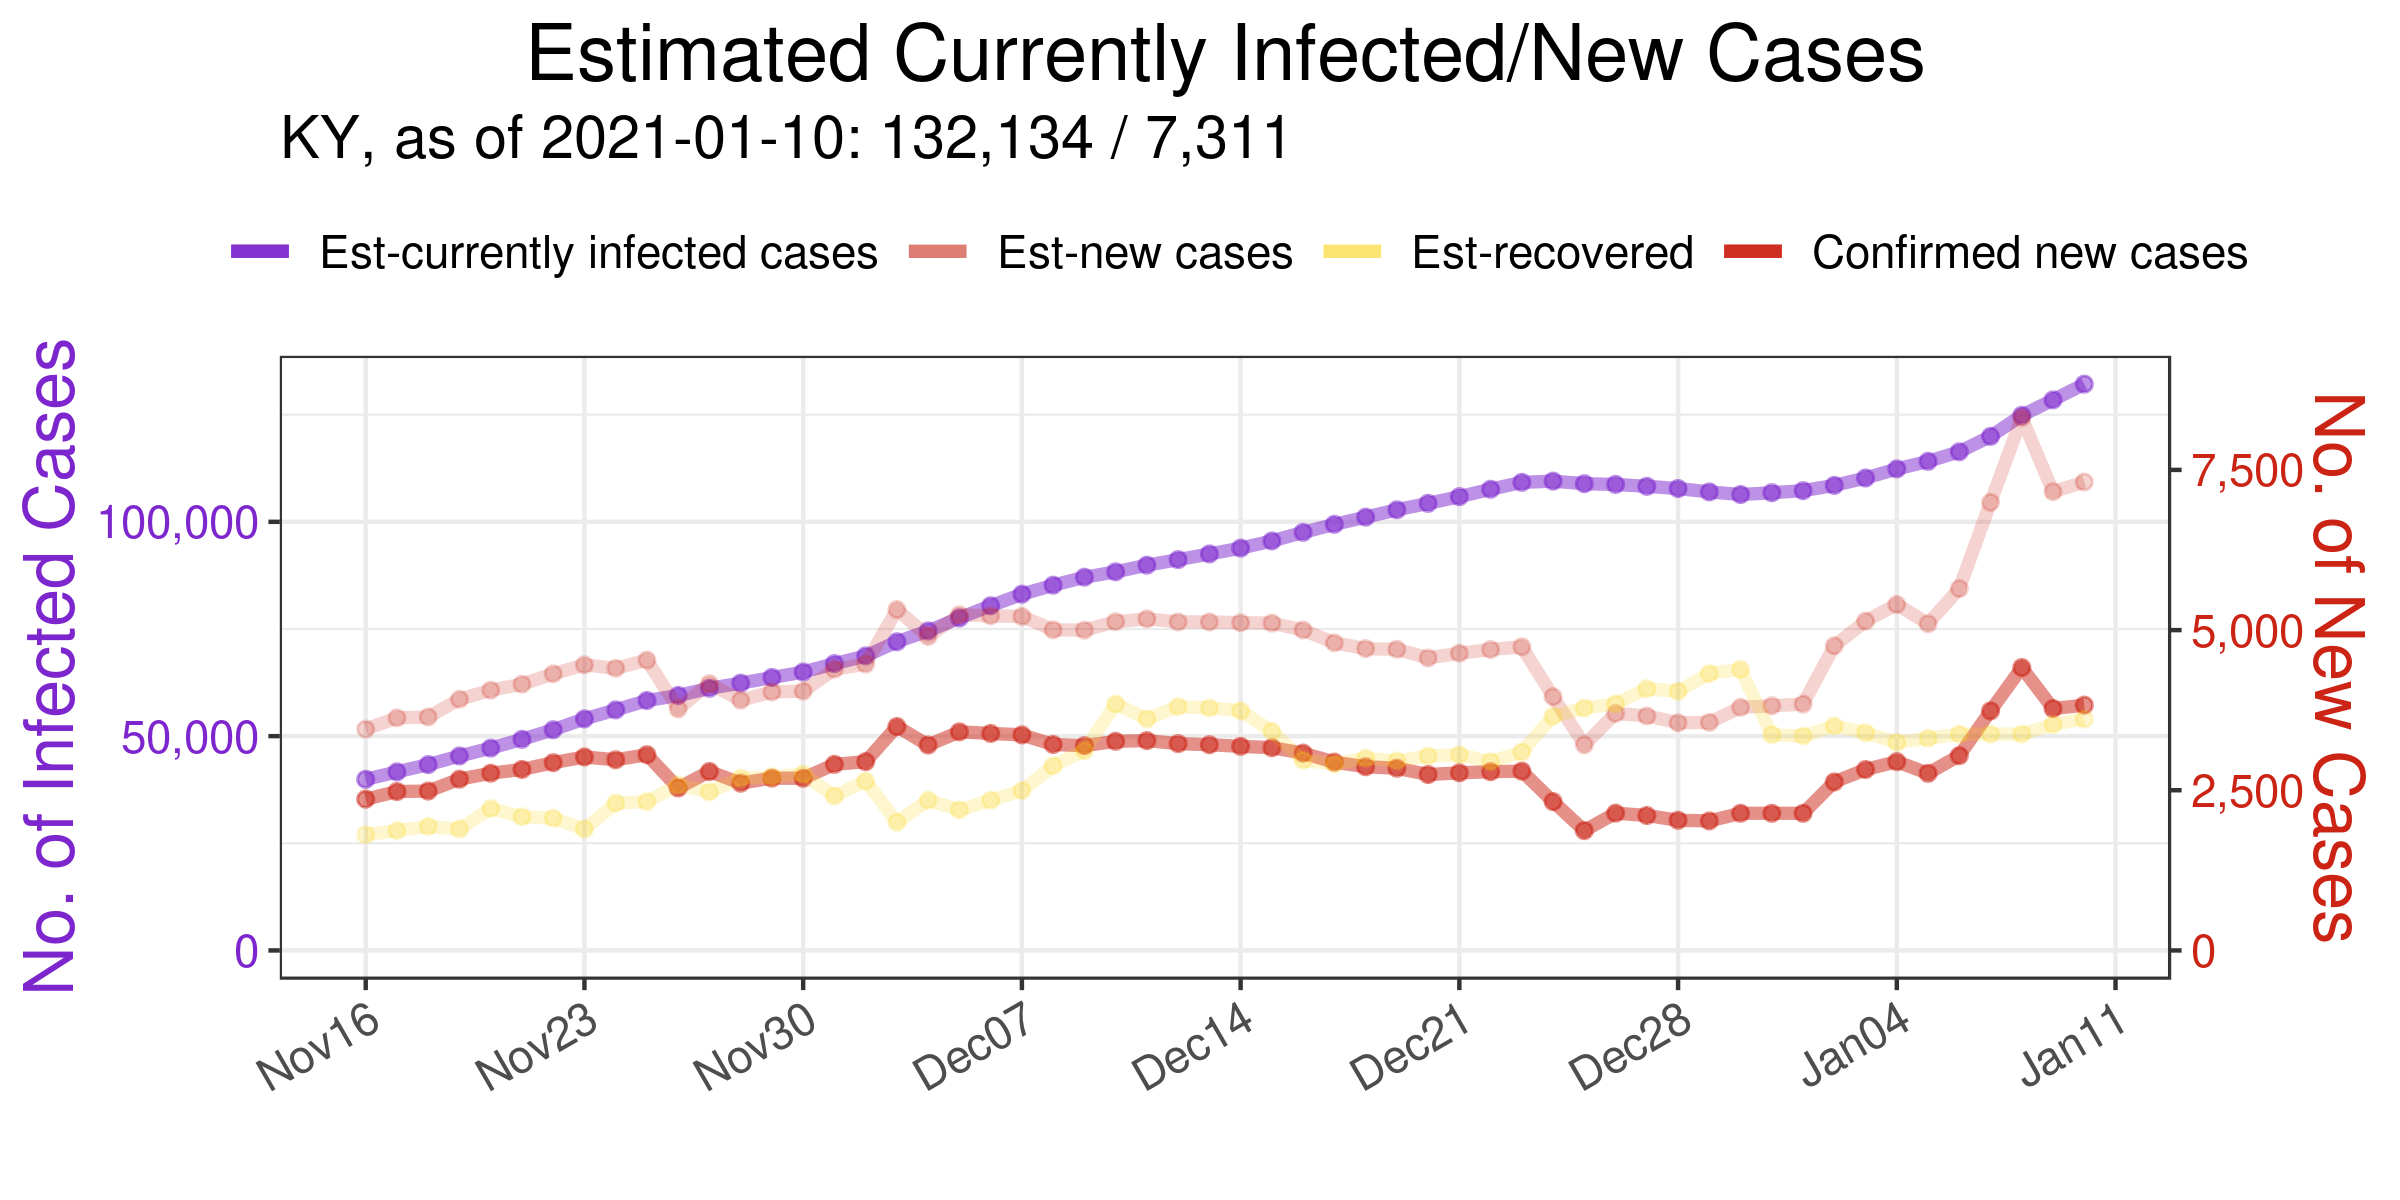 Estimated Currently Infected/New Cases
KY, as of 2021-01-10: 132,134 / 7,311
Est-currently infected cases Est-new cases Est-recovered Confirmed new cases
No. of Infected Cases
100,000
50,000
0
No. of New Cases
7,500
5,000
2,500
0
Nov16 Nov23 Nov30 Dec07 Dec14 Dec21 Dec28 Jan04 Jan11